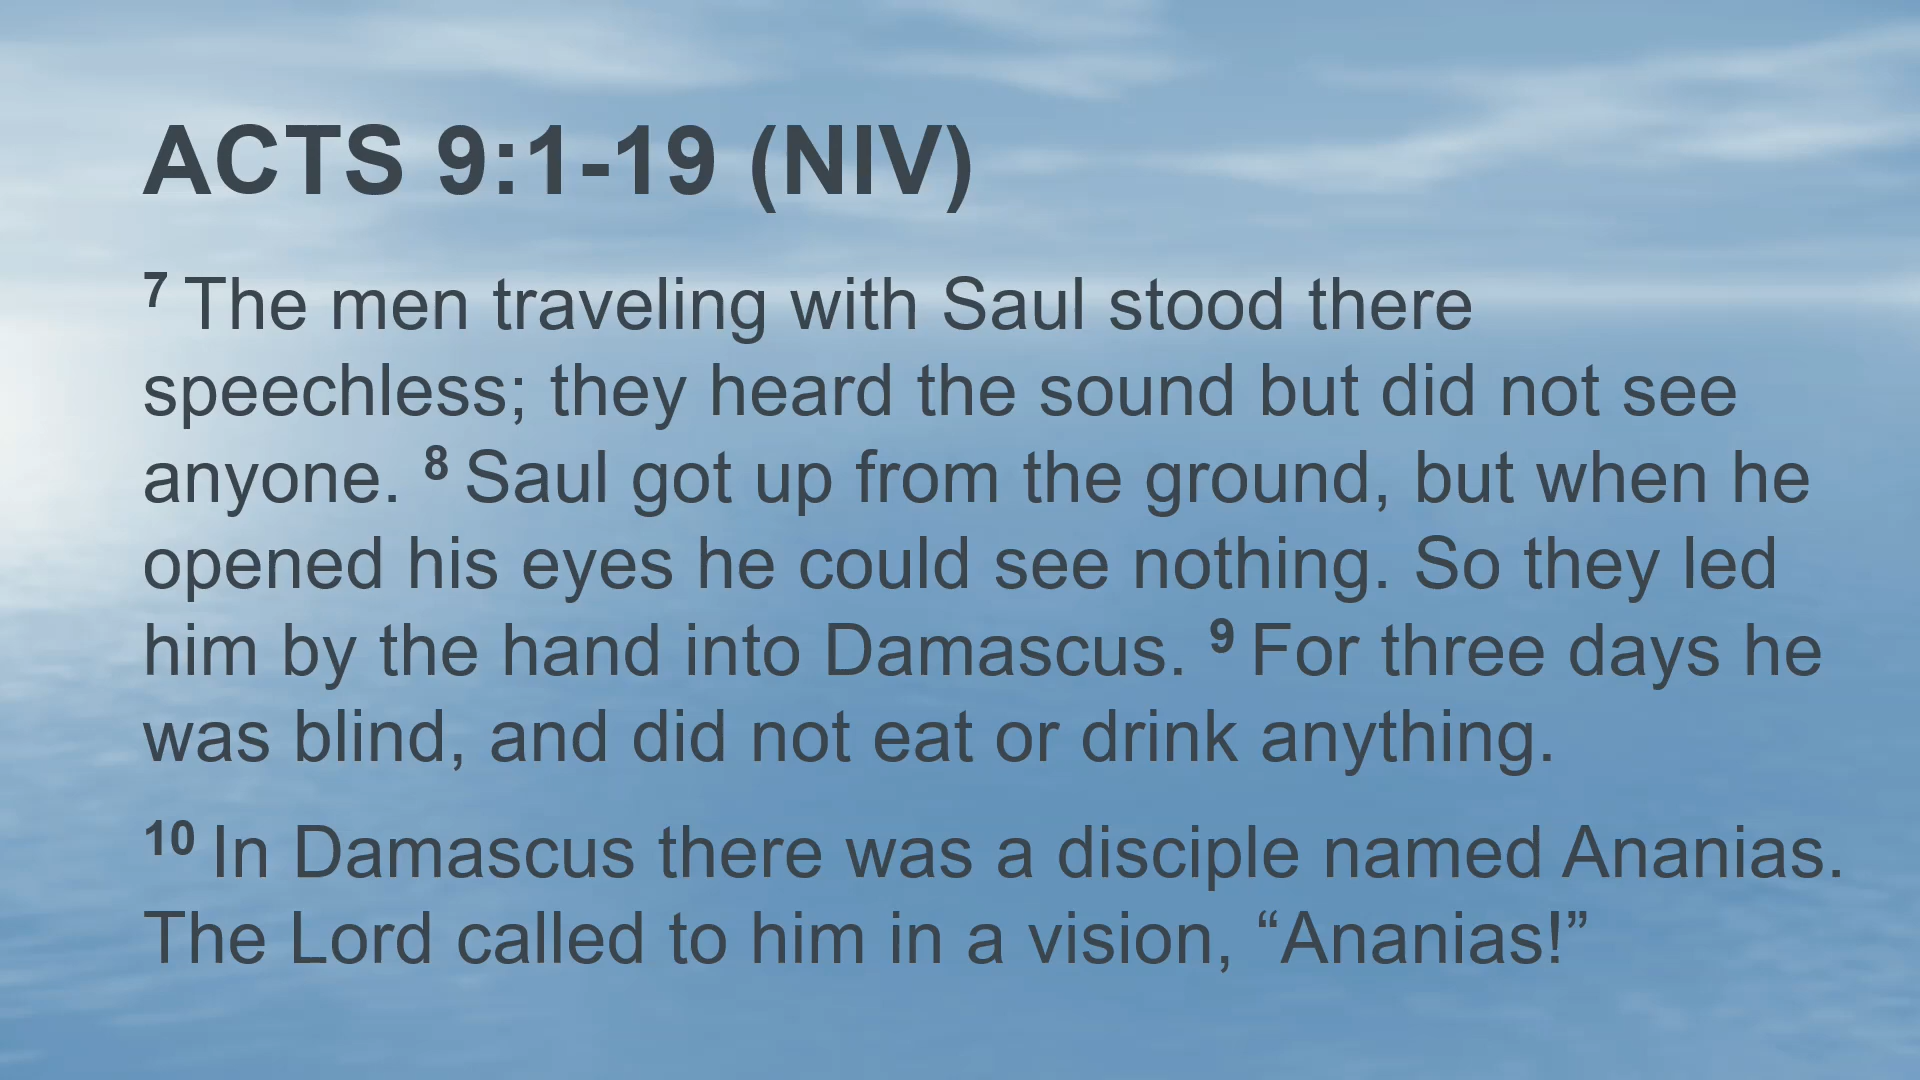 ACTS 9:1-19 (NIV)
7 The men traveling with Saul stood there
speechless; they heard the sound but did not see
anyone. 8 Saul got up from the ground, but when he
opened his eyes he could see nothing. So they led
him by the hand into Damascus. 9 For three days he
was blind, and did not eat or drink anything.
10 In Damascus there was a disciple named Ananias.
The Lord called to him in a vision, “Ananias!”